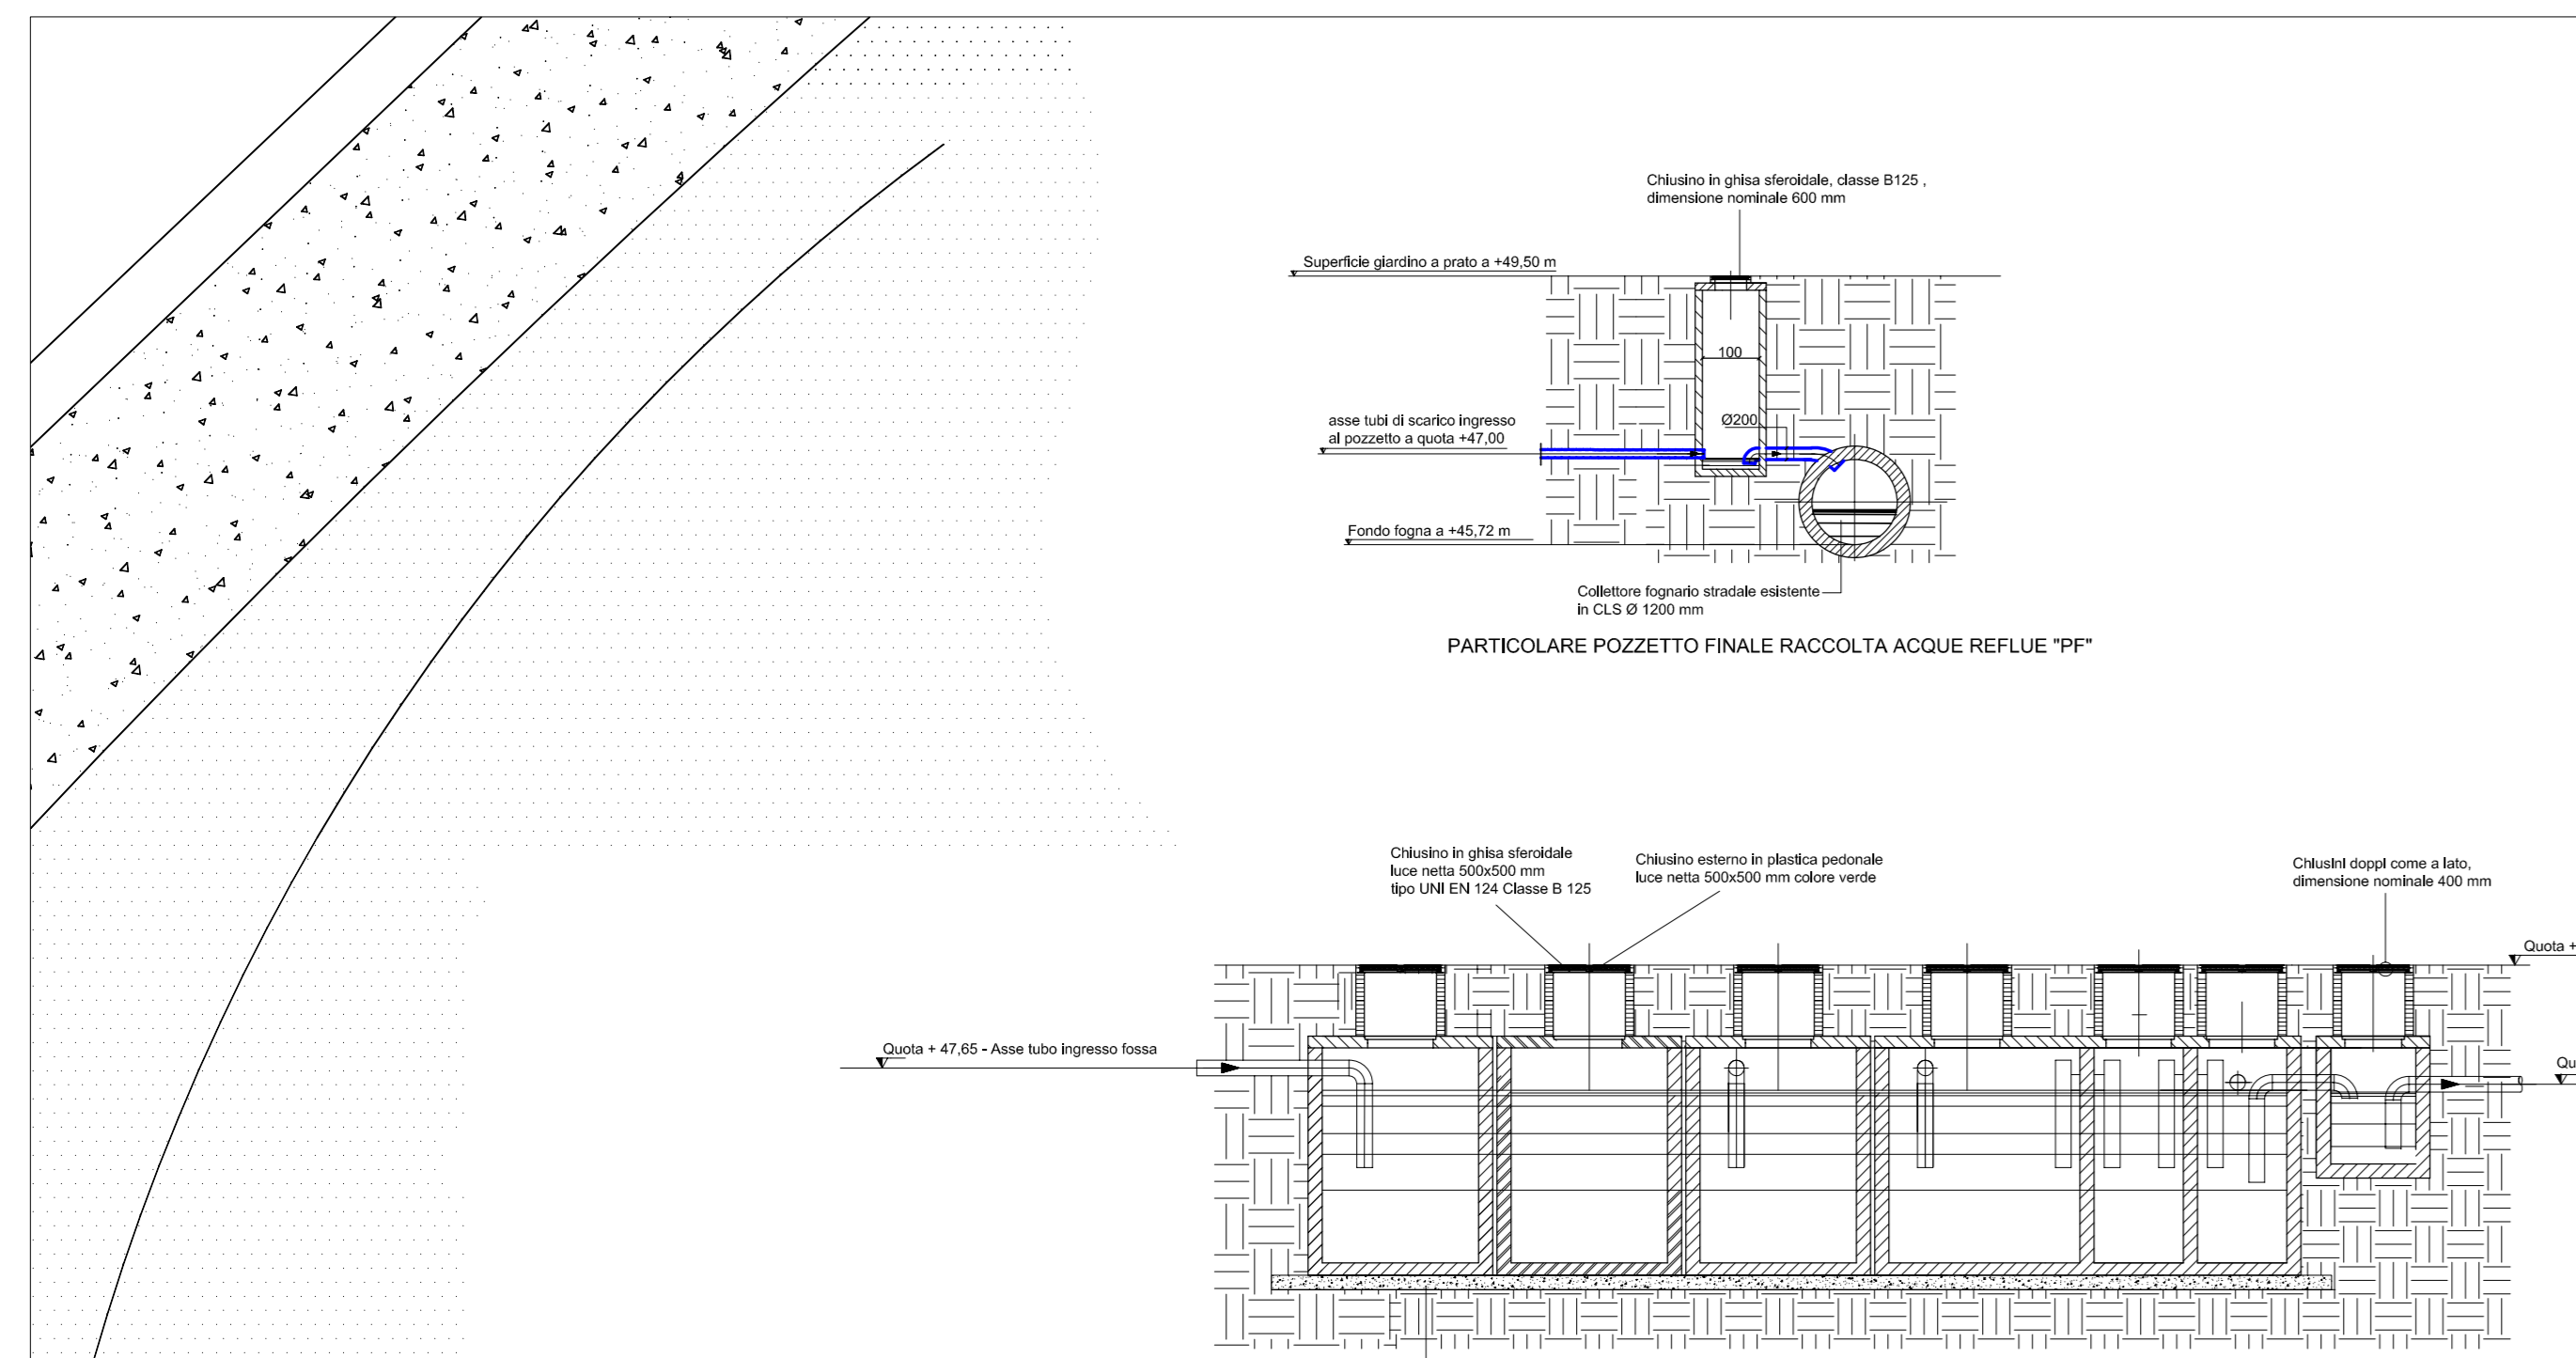 Chiusino in ghisa sferoidale, classe B125 ,
dimensione nominale 600 mm
Superficie giardino a prato a +49,50 m
100
asse tubi di scarico ingresso
al pozzetto a quota +47,00
Ø200
Fondo fogna a +45,72 m
Collettore fognario stradale esistente
in CLS Ø 1200 mm
PARTICOLARE POZZETTO FINALE RACCOLTA ACQUE REFLUE "PF"
Chiusino in ghisa sferoidale
luce netta 500x500 mm
tipo UNI EN 124 Classe B 125
Chiusino esterno in plastica pedonale
luce netta 500x500 mm colore verde
Chiusini doppi come a lato,
dimensione nominale 400 mm
Quota +
Quota + 47,65 - Asse tubo ingresso fossa